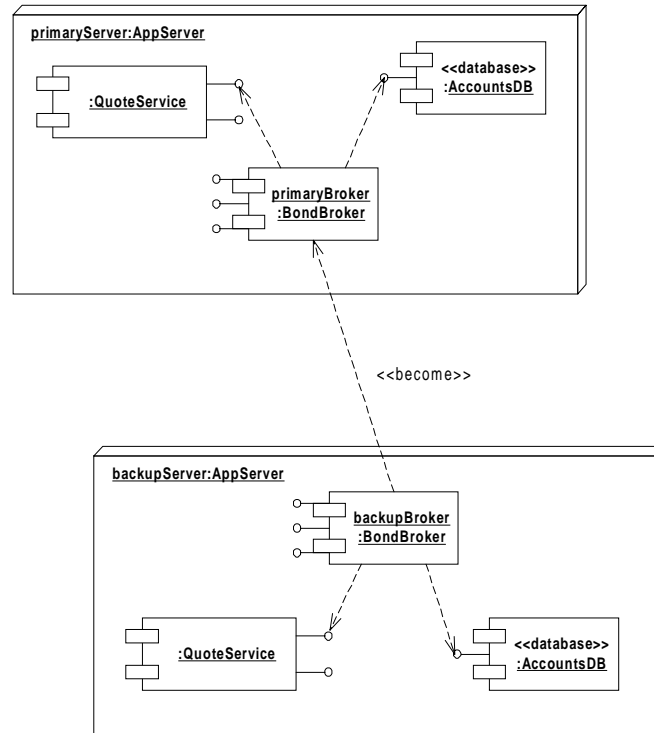 primaryServer:AppServer
:QuoteService
<<database>>
:AccountsDB
primaryBroker
:BondBroker
<<become>>
backupServer:AppServer
backupBroker
:BondBroker
:QuoteService
<<database>>
:AccountsDB